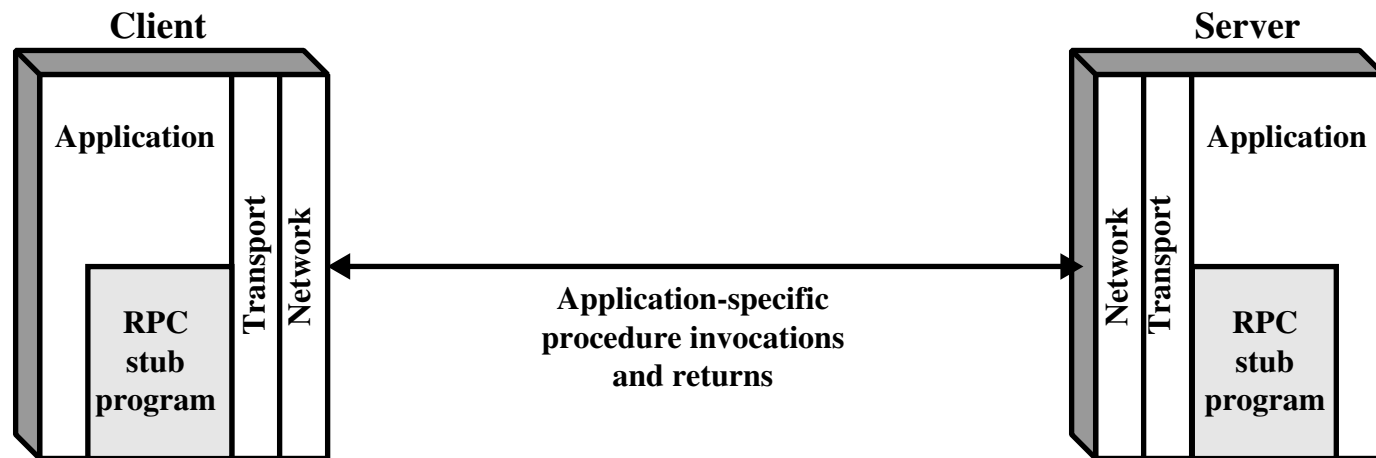 Client
Server
Application
Transport
Network
RPC
stub
program
Application-specific
procedure invocations
and returns
Network
Transport
Application
RPC
stub
program